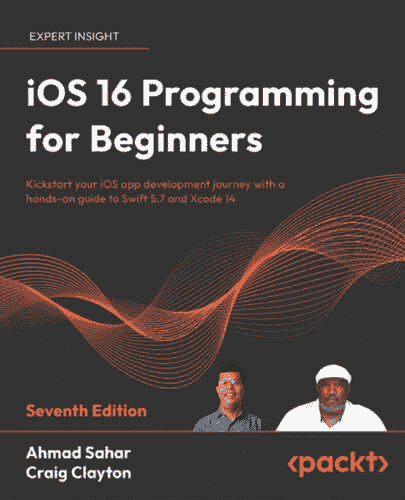 EXPERT INSIGHT
iOS 16 Programming
for Beginners
Kickstart your iOS app development journey with a
hands-on guide to Swift 5.7 and Xcode 14
Seventh Edition
Ahmad Sahar
Craig Clayton
<packt>